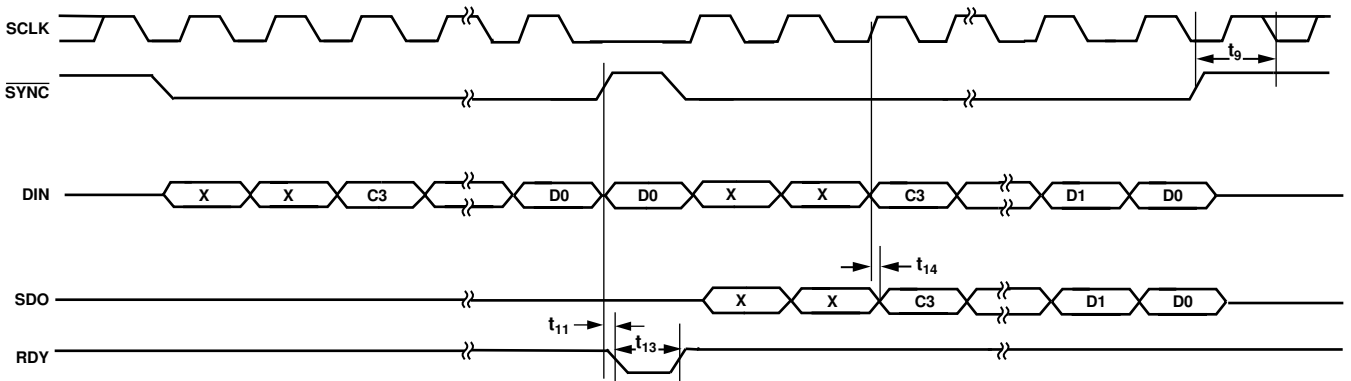 SCLK
t9
SYNC
DIN X X C3 D0 D0 X X C3 D1 D0
t14
SDO X X C3 D1 D0
t11 t13
RDY